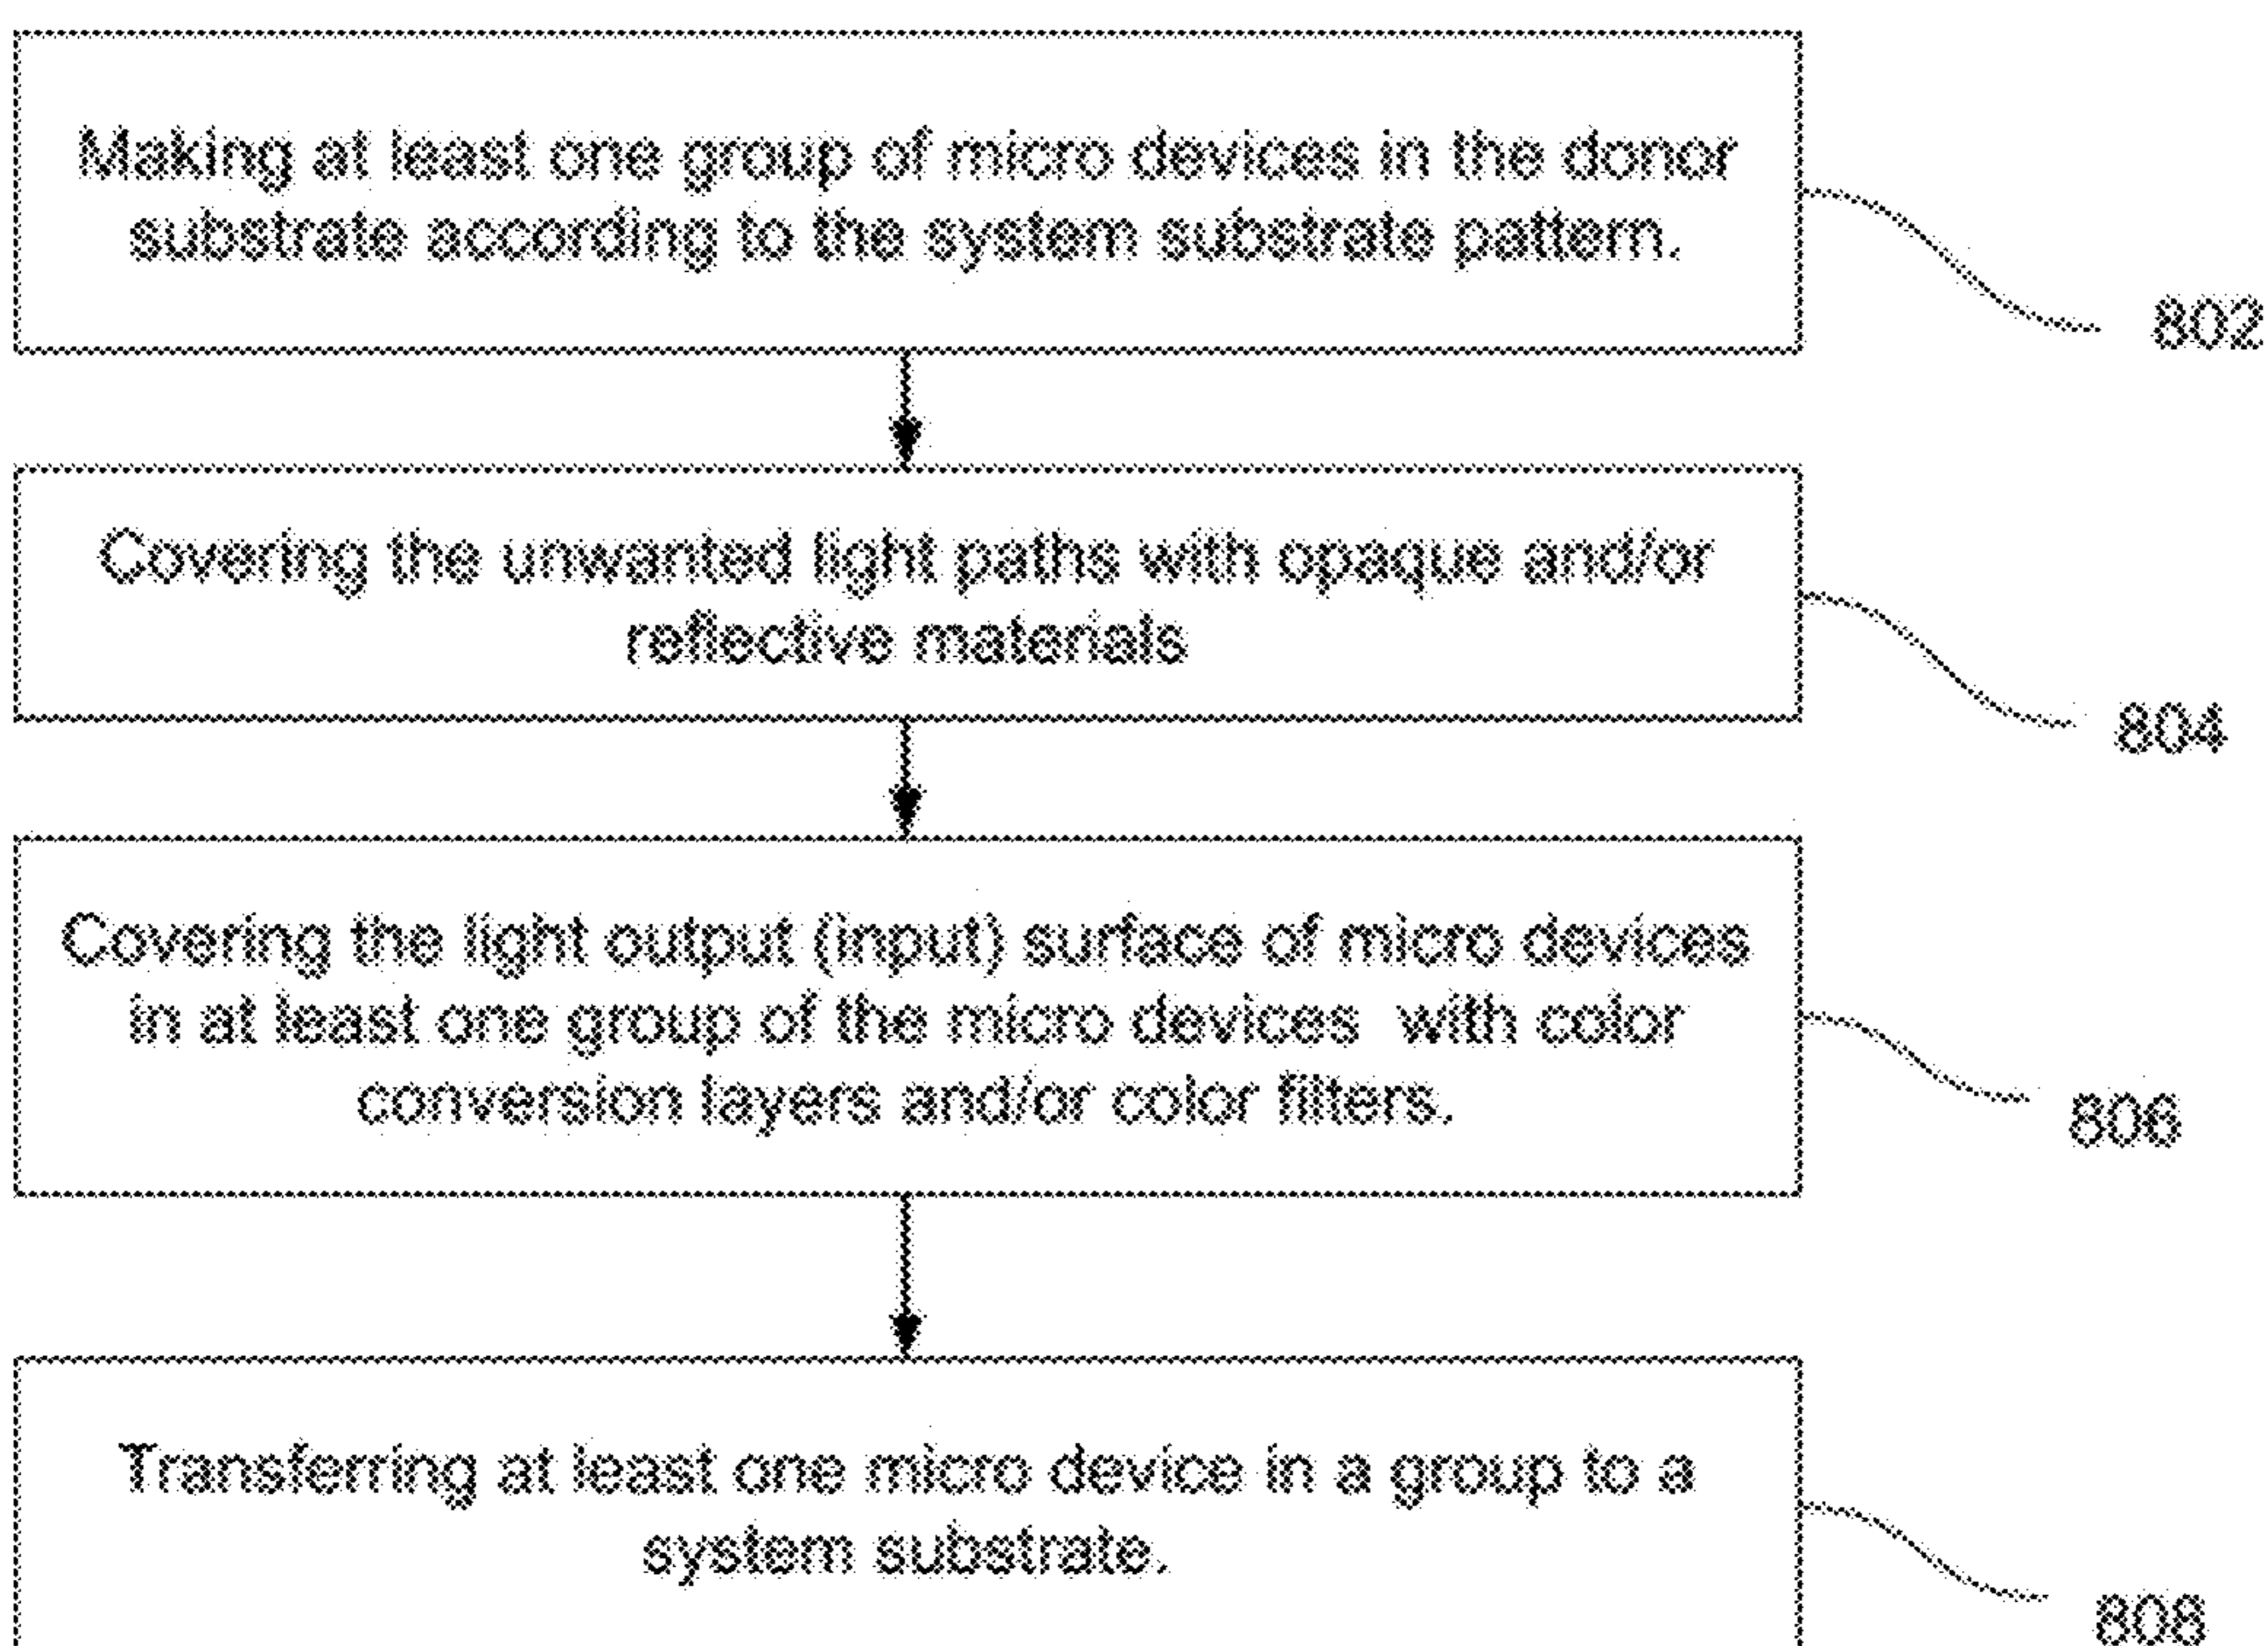 Making at least one group of micro devices in the donor
substrate according to the system substrate pattern.
802
Covering the unwanted light paths with opaque and/or
reflective materials
804
Covering the light output (input) surface of micro devices
in at least one group of the micro devices with color
conversion layers and/or color filters.
806
Transferring at least one micro device in a group to a
system substrate.
808